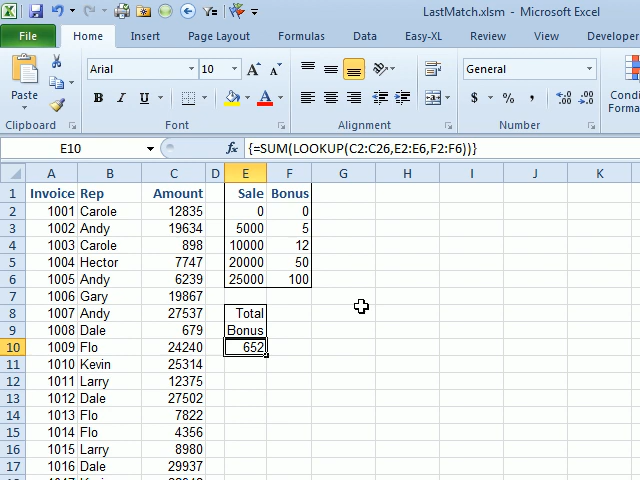 LastMatch.xlsm - Microsoft Excel
File Home Insert Page Layout Formulas Data Easy-XL View Developer
Paste Arial 10 A A General
B I U $ % , .00 .00 Format
Clipboard Font Alignment Number
E10 fx {=SUM(LOOKUP(C2:C26,E2:E6,F2:F6))}
A B C D E F G H I J K
1 Invoice Rep Amount Sale Bonus
2 1001 Carole 12835 0 0
3 1002 Andy 19634 5000 5
4 1003 Carole 898 10000 12
5 1004 Hector 7747 20000 50
6 1005 Andy 6239 25000 100
7 1006 Gary 19867
8 1007 Andy 27537 Total
9 1008 Dale 679 Bonus
10 1009 Flo 24240 652
11 1010 Kevin 25314
12 1011 Larry 12375
13 1012 Dale 27502
14 1013 Flo 7822
15 1014 Flo 4356
16 1015 Larry 8980
17 1016 Dale 29937